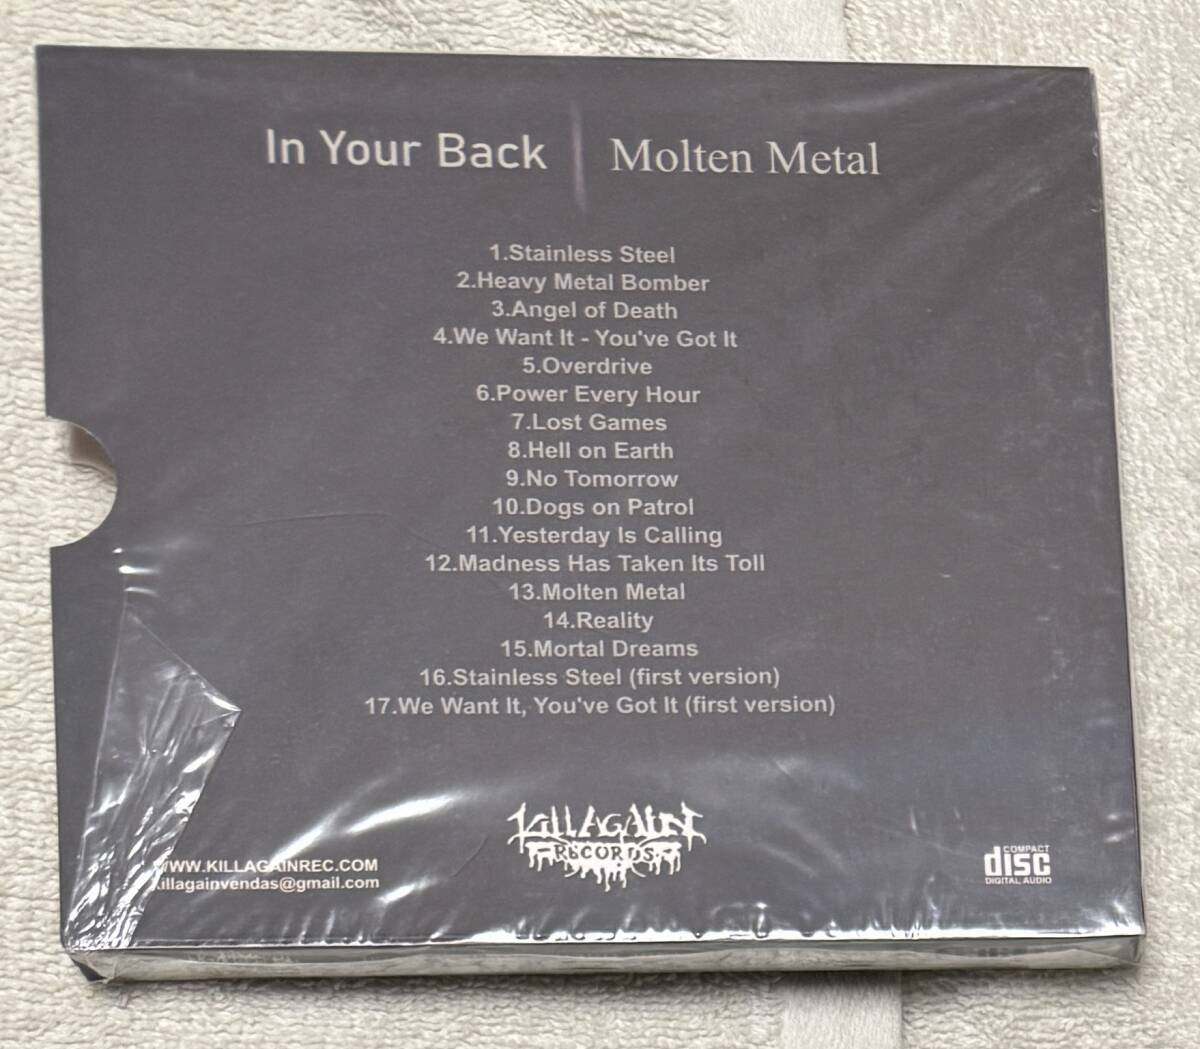 In Your Back | Molten Metal
1.Stainless Steel
2.Heavy Metal Bomber
3.Angel of Death
4.We Want It - You've Got It
5.Overdrive
6.Power Every Hour
7.Lost Games
8.Hell on Earth
9.No Tomorrow
10.Dogs on Patrol
11.Yesterday Is Calling
12.Madness Has Taken Its Toll
13.Molten Metal
14.Reality
15.Mortal Dreams
16.Stainless Steel (first version)
17.We Want It, You've Got It (first version)
KILLAGAIN
RECORDS
WWW.KILLAGAINREC.COM
killagainvendas@gmail.com
COMPACT
disc
DIGITAL AUDIO